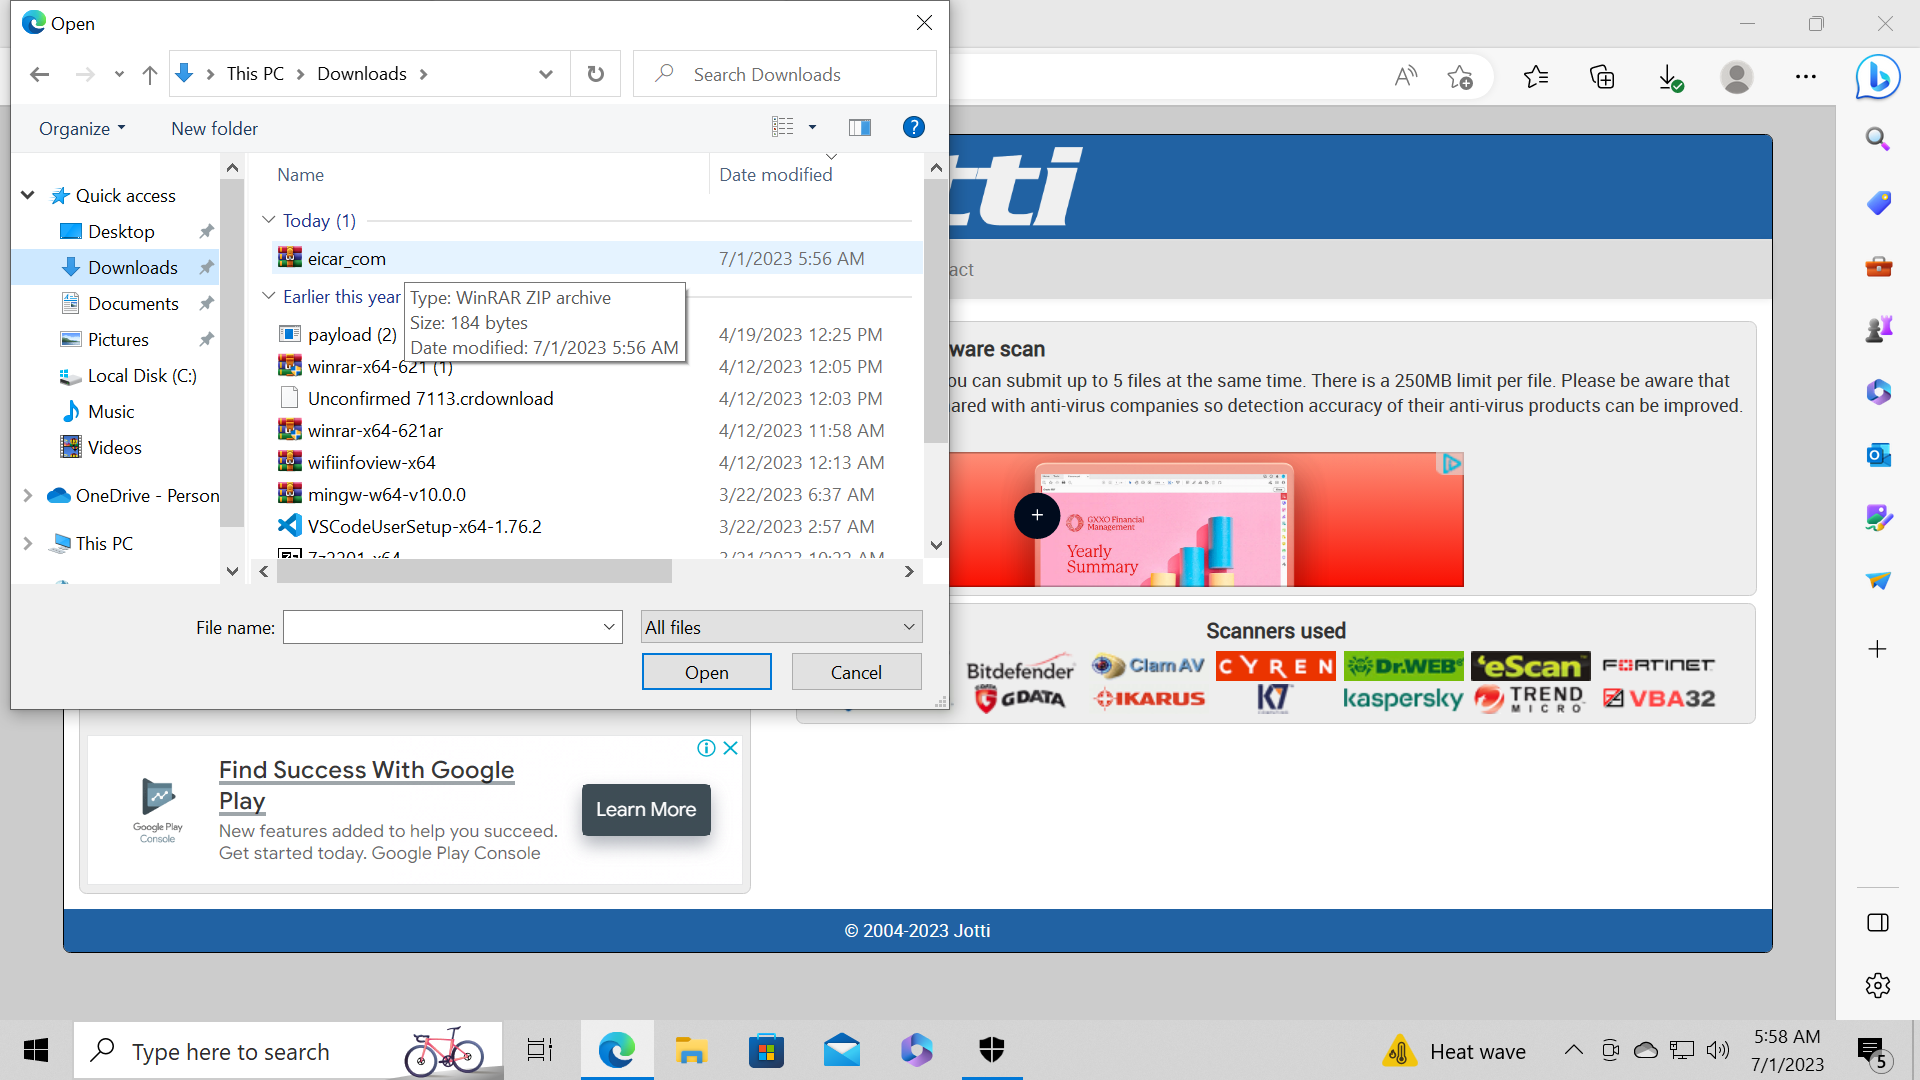 Open
This PC
Downloads
Search Downloads
Organize
New folder
Name
Date modified
Quick access
Desktop
Downloads
Documents
Pictures
Local Disk (C:)
Music
Videos
OneDrive - Person
This PC
Today (1)
eicar_com
7/1/2023 5:56 AM
Earlier this year
Type: WinRAR ZIP archive
Size: 184 bytes
Date modified: 7/1/2023 5:56 AM
payload (2)
4/19/2023 12:25 PM
winrar-x64-621 (1)
4/12/2023 12:05 PM
Unconfirmed 7113.crdownload
4/12/2023 12:03 PM
winrar-x64-621ar
4/12/2023 11:58 AM
wifiinfoview-x64
4/12/2023 12:13 AM
mingw-w64-v10.0.0
3/22/2023 6:37 AM
VSCodeUserSetup-x64-1.76.2
3/22/2023 2:57 AM
7z2201-x64
3/21/2023 10:22 AM
File name:
All files
Open
Cancel
tti
act
ware scan
ou can submit up to 5 files at the same time. There is a 250MB limit per file. Please be aware that
ared with anti-virus companies so detection accuracy of their anti-virus products can be improved.
GXXO Financial
Management
Yearly
Summary
Scanners used
Bitdefender
ClamAV
CYREN
Dr.WEB
eScan
FORTINET
G DATA
IKARUS
K7
kaspersky
TREND
MICRO
VBA32
Find Success With Google
Play
New features added to help you succeed.
Get started today. Google Play Console
Google Play
Console
Learn More
© 2004-2023 Jotti
Type here to search
Heat wave
5:58 AM
7/1/2023
5